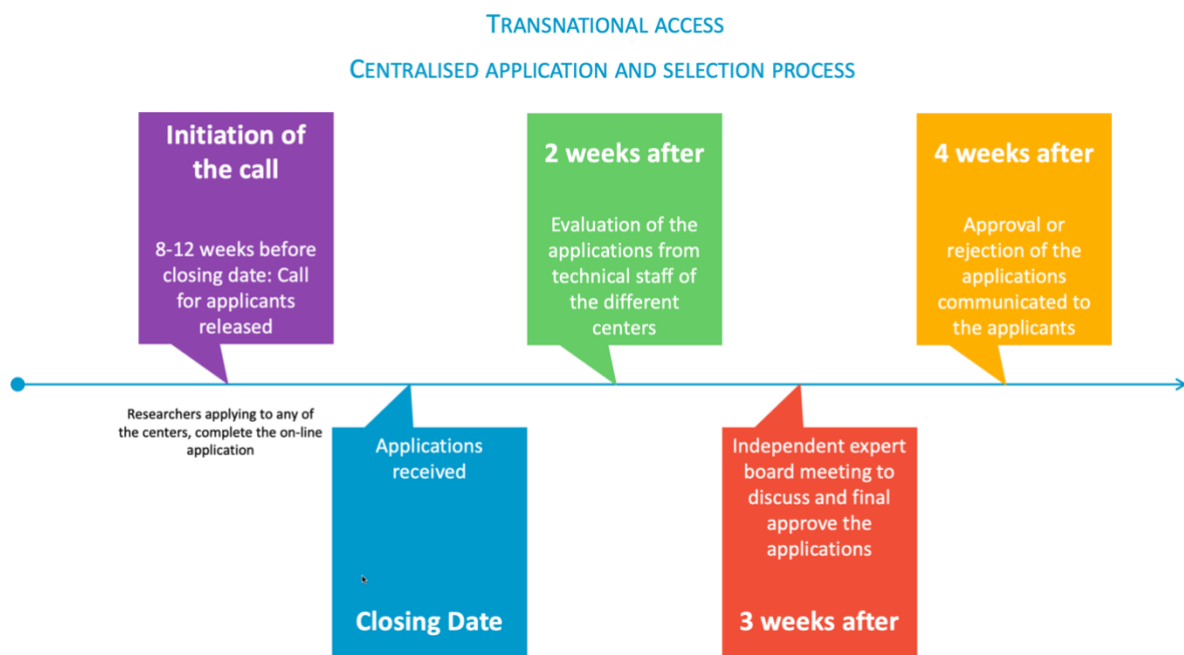 TRANSNATIONAL ACCESS
CENTRALISED APPLICATION AND SELECTION PROCESS
Initiation of
the call
8-12 weeks before
closing date: Call
for applicants
released
Researchers applying to any of
the centers, complete the on-line
application
Applications
received
Closing Date
2 weeks after
Evaluation of the
applications from
technical staff of
the different
centers
Independent expert
board meeting to
discuss and final
approve the
applications
3 weeks after
4 weeks after
Approval or
rejection of the
applications
communicated to
the applicants